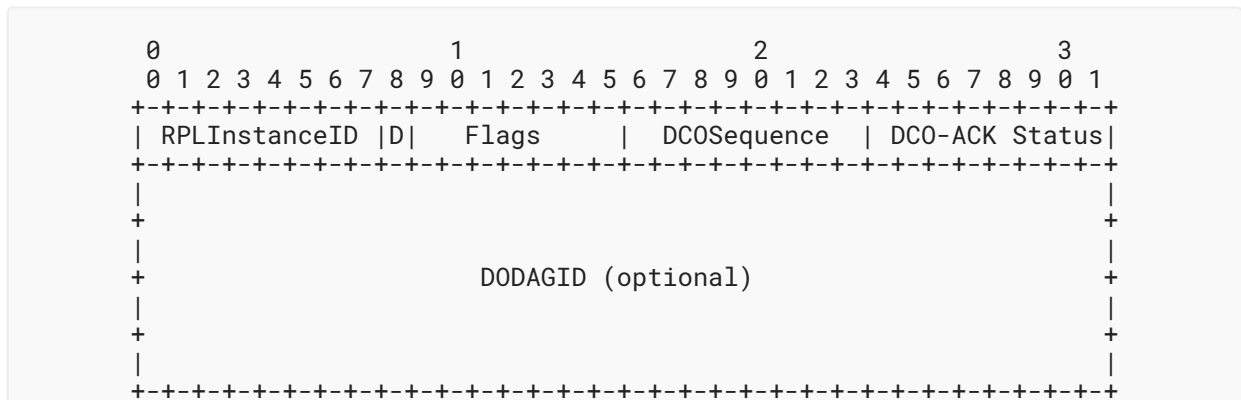 0                   1                   2                   3
 0 1 2 3 4 5 6 7 8 9 0 1 2 3 4 5 6 7 8 9 0 1 2 3 4 5 6 7 8 9 0 1
+-+-+-+-+-+-+-+-+-+-+-+-+-+-+-+-+-+-+-+-+-+-+-+-+-+-+-+-+-+-+-+-+
| RPLInstanceID |D|   Flags     |  DCOSequence  | DCO-ACK Status|
+-+-+-+-+-+-+-+-+-+-+-+-+-+-+-+-+-+-+-+-+-+-+-+-+-+-+-+-+-+-+-+-+
|                                                               |
+                                                               +
|                                                               |
+                      DODAGID (optional)                       +
|                                                               |
+                                                               +
|                                                               |
+-+-+-+-+-+-+-+-+-+-+-+-+-+-+-+-+-+-+-+-+-+-+-+-+-+-+-+-+-+-+-+-+